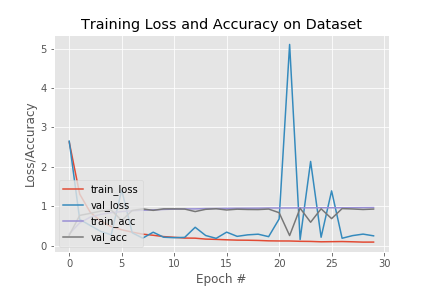 Training Loss and Accuracy on Dataset
Loss/Accuracy
5
4
3
2
1
0
train_loss
val_loss
train_acc
val_acc
0 5 10 15 20 25 30
Epoch #